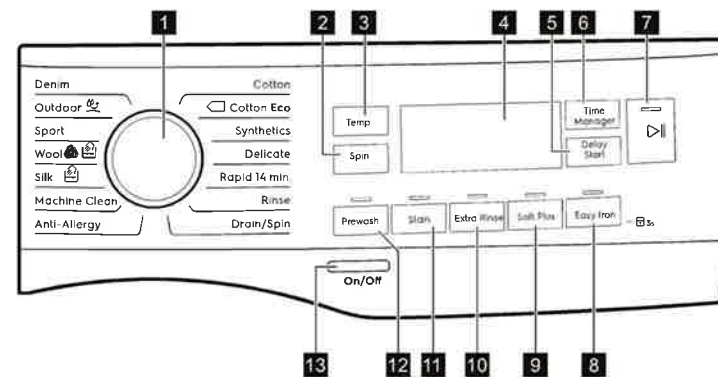 1
2
3
4
5
6
7
Denim
Outdoor
Sport
Wool
Silk
Machine Clean
Anti-Allergy
Cotton
Cotton Eco
Synthetics
Delicate
Rapid 14 min
Rinse
Drain/Spin
Temp
Spin
Time
Manager
Delay
Start
Prewash
Stain
Extra Rinse
Soft Plus
Easy Iron
3s
On/Off
13
12
11
10
9
8